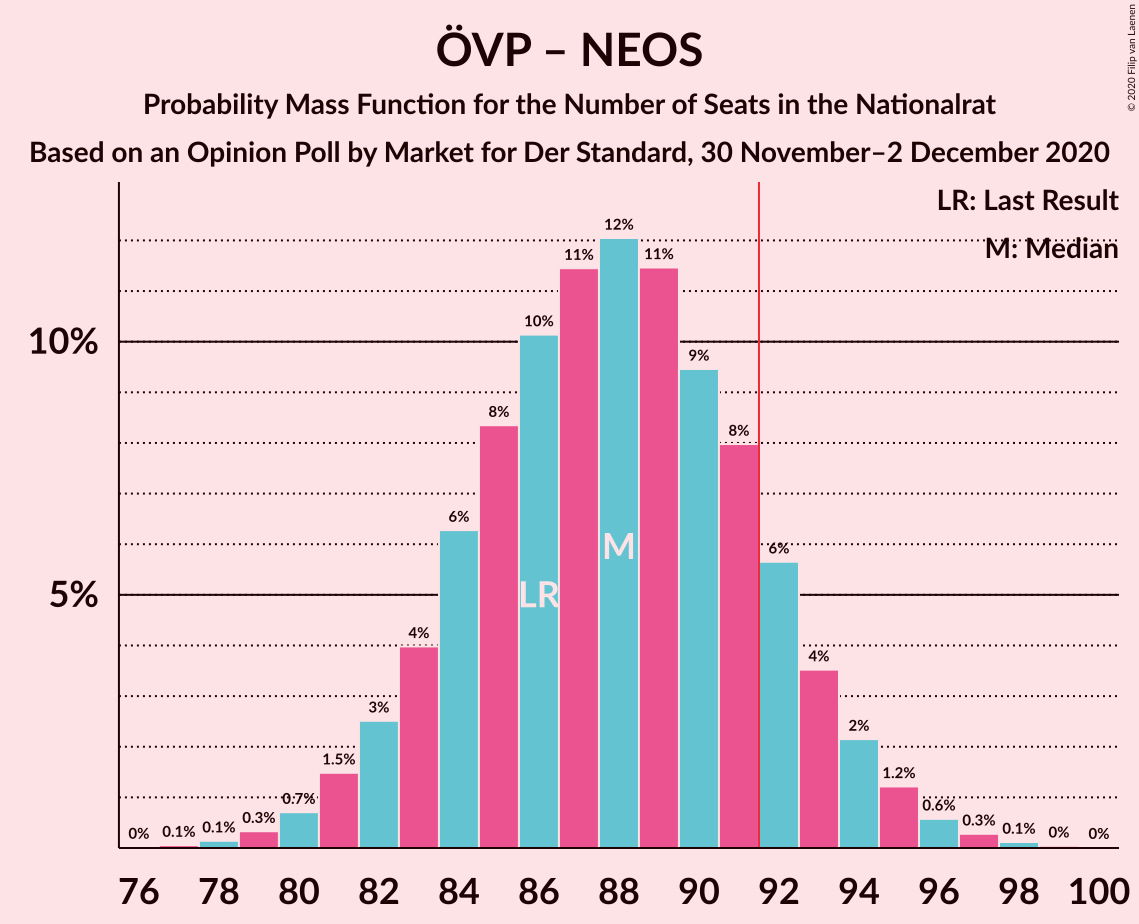 ÖVP – NEOS
Probability Mass Function for the Number of Seats in the Nationalrat
Based on an Opinion Poll by Market for Der Standard, 30 November–2 December 2020
© 2020 Filip van Laenen
LR: Last Result
M: Median
10%
5%
0% 0.1% 0.1% 0.3% 0.7% 1.5% 3% 4% 6% 8% 10% 11% 12% 11% 9% 8% 6% 4% 2% 1.2% 0.6% 0.3% 0.1% 0% 0%
LR
M
76 78 80 82 84 86 88 90 92 94 96 98 100